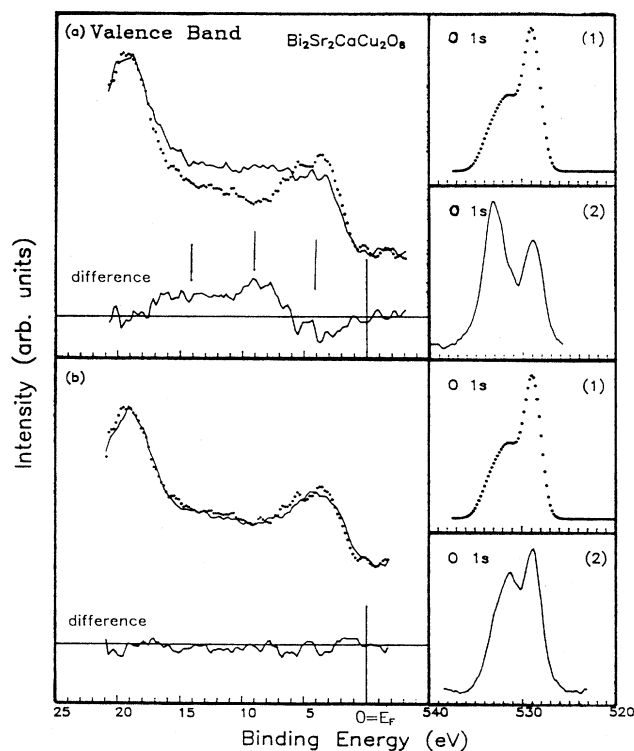 (a) Valence Band
Bi₂Sr₂CaCu₂O₈
difference
O 1s (1)
O 1s (2)
(b)
difference
O 1s (1)
O 1s (2)
Intensity (arb. units)
25 20 15 10 5 0=E_F 540 530 520
Binding Energy (eV)